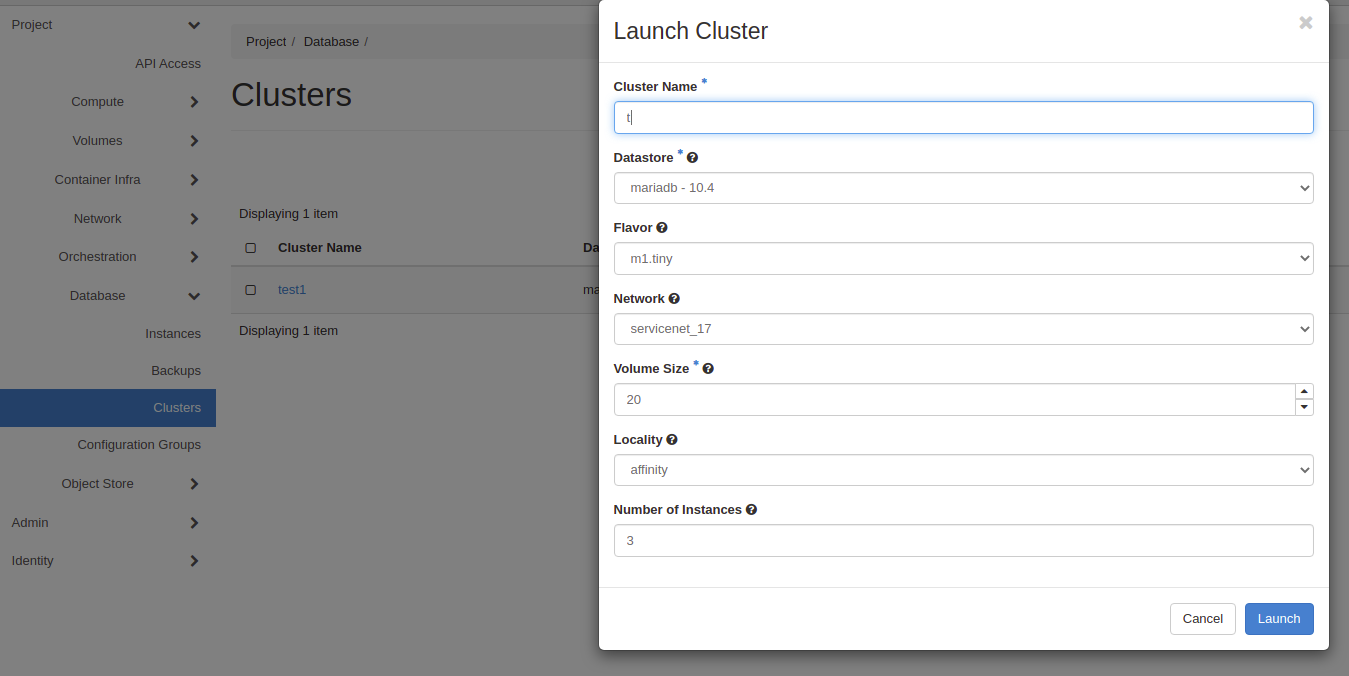 Project
API Access
Compute
Volumes
Container Infra
Network
Orchestration
Database
Instances
Backups
Clusters
Configuration Groups
Object Store
Admin
Identity
Project / Database /
Clusters
Displaying 1 item
Cluster Name Da
test1 ma
Displaying 1 item
Launch Cluster ×
Cluster Name *
t
Datastore * ?
mariadb - 10.4
Flavor ?
m1.tiny
Network ?
servicenet_17
Volume Size * ?
20
Locality ?
affinity
Number of Instances ?
3
Cancel Launch